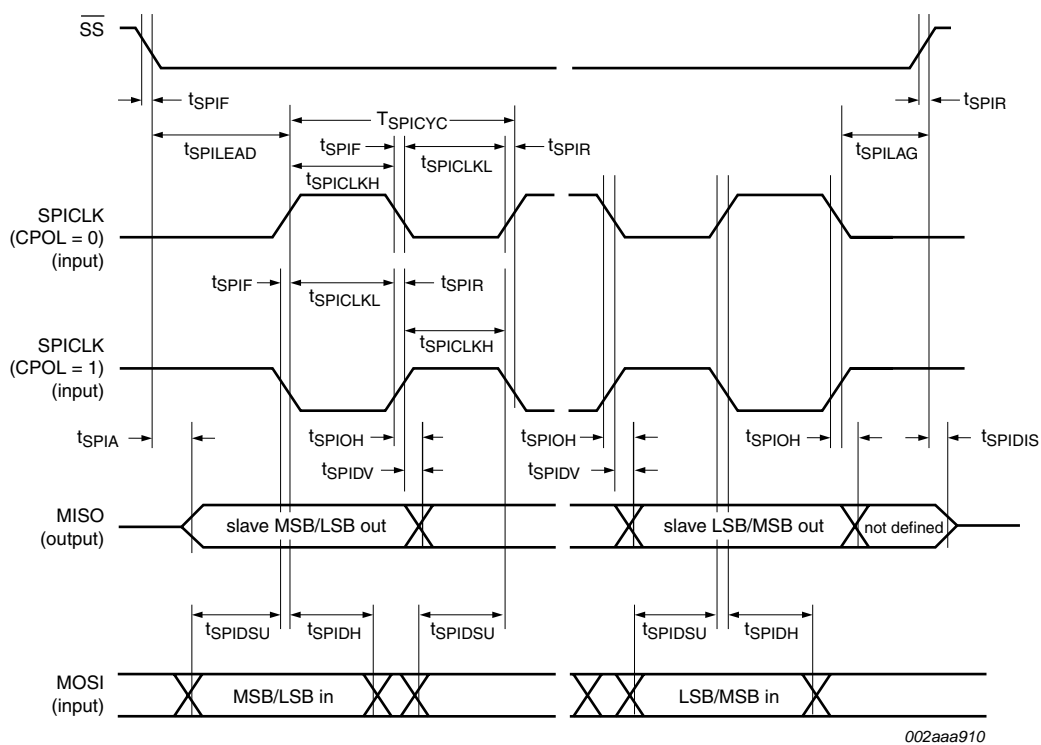 SS
tSPIF
TSPICYC
tSPIR
tSPILEAD
tSPIF
tSPICLKL
tSPIR
tSPILAG
tSPICLKH
SPICLK
(CPOL = 0)
(input)
tSPIF
tSPICLKL
tSPIR
SPICLK
(CPOL = 1)
(input)
tSPICLKH
tSPIA
tSPIOH
tSPIOH
tSPIOH
tSPIDIS
tSPIDV
tSPIDV
MISO
(output)
slave MSB/LSB out
slave LSB/MSB out
not defined
tSPIDSU
tSPIDH
tSPIDSU
tSPIDSU
tSPIDH
MOSI
(input)
MSB/LSB in
LSB/MSB in
002aaa910